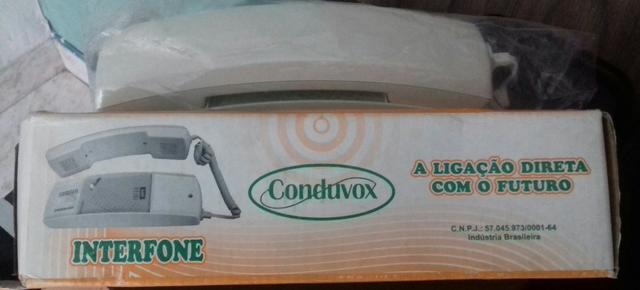 Conduvox
A LIGAÇÃO DIRETA
COM O FUTURO
C.N.P.J.: 57.045.973/0001-64
Indústria Brasileira
INTERFONE